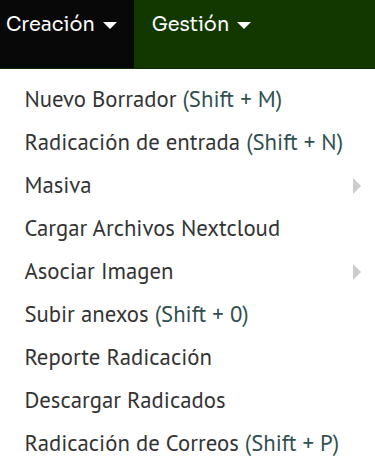 Creación Gestión
Nuevo Borrador (Shift + M)
Radicación de entrada (Shift + N)
Masiva
Cargar Archivos Nextcloud
Asociar Imagen
Subir anexos (Shift + 0)
Reporte Radicación
Descargar Radicados
Radicación de Correos (Shift + P)